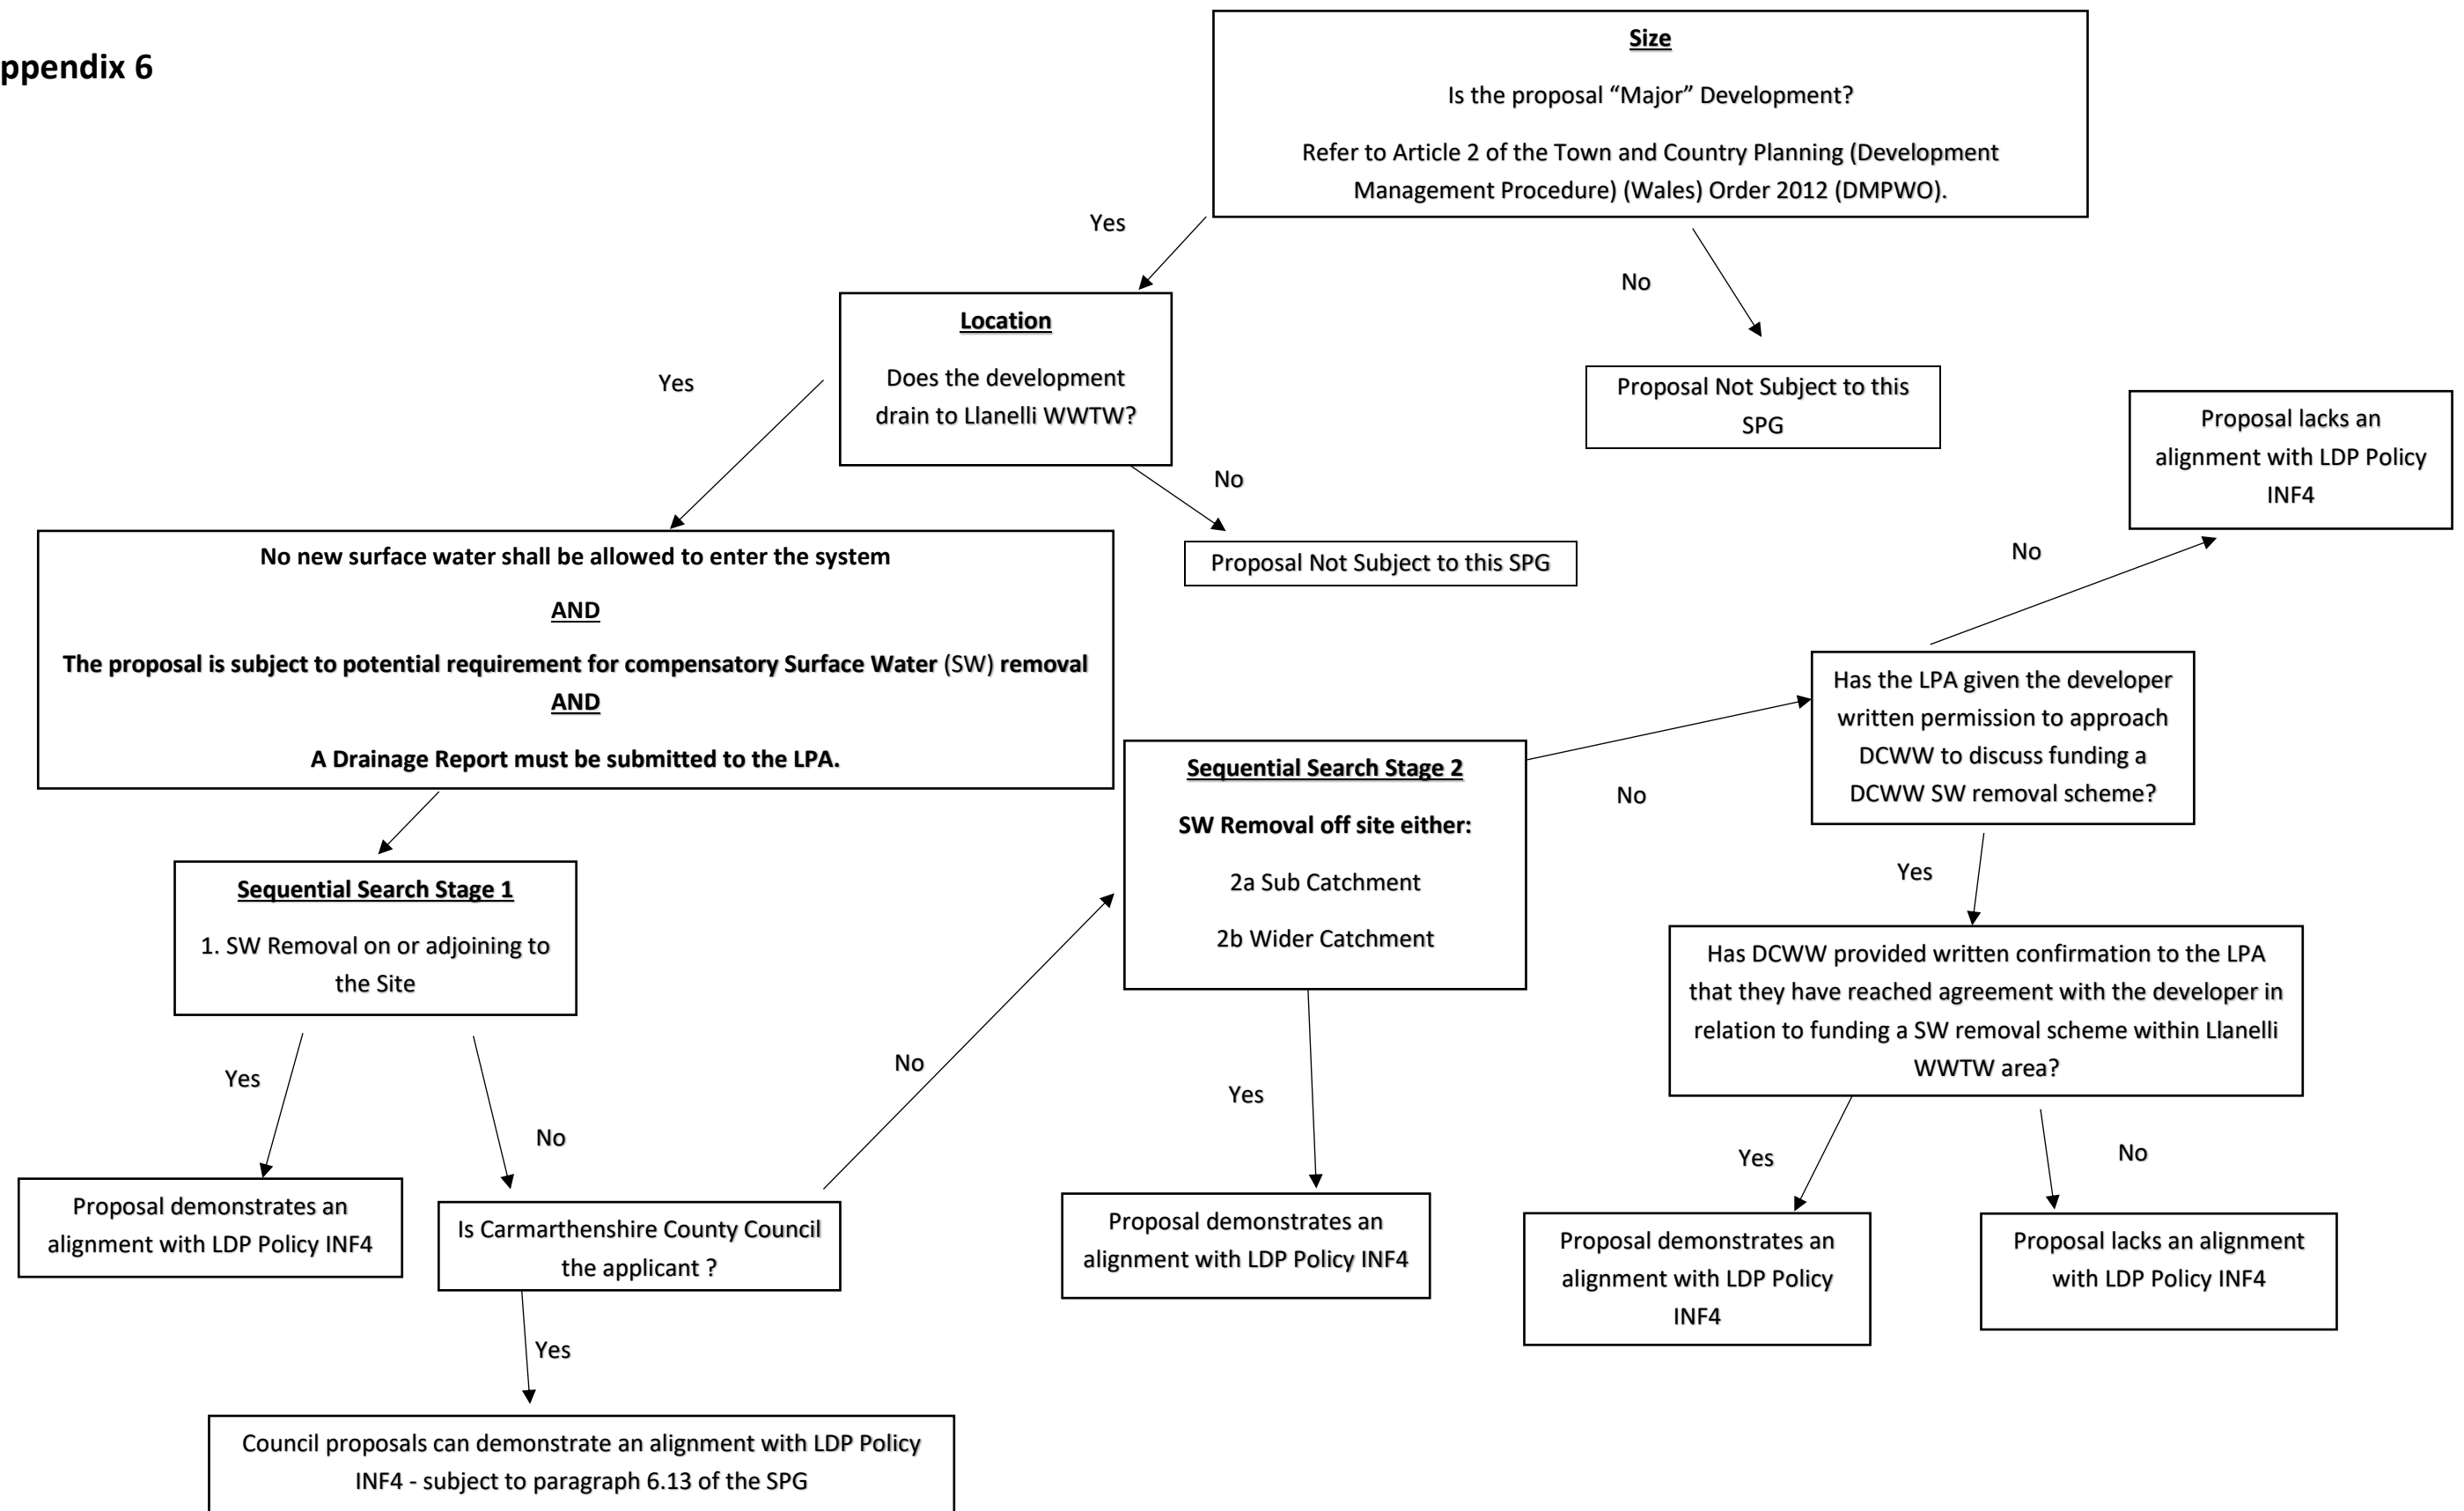 ppendix 6
Size
Is the proposal “Major” Development?
Refer to Article 2 of the Town and Country Planning (Development
Management Procedure) (Wales) Order 2012 (DMPWO).
Yes
No
Location
Does the development
drain to Llanelli WWTW?
Yes
No
Proposal Not Subject to this
SPG
Proposal lacks an
alignment with LDP Policy
INF4
Proposal Not Subject to this SPG
No new surface water shall be allowed to enter the system
AND
The proposal is subject to potential requirement for compensatory Surface Water (SW) removal
AND
A Drainage Report must be submitted to the LPA.
No
Has the LPA given the developer
written permission to approach
DCWW to discuss funding a
DCWW SW removal scheme?
Sequential Search Stage 2
SW Removal off site either:
2a Sub Catchment
2b Wider Catchment
No
Yes
Sequential Search Stage 1
1. SW Removal on or adjoining to
the Site
Has DCWW provided written confirmation to the LPA
that they have reached agreement with the developer in
relation to funding a SW removal scheme within Llanelli
WWTW area?
Yes
No
No
Yes
Yes
No
Proposal demonstrates an
alignment with LDP Policy INF4
Is Carmarthenshire County Council
the applicant ?
Proposal demonstrates an
alignment with LDP Policy INF4
Proposal demonstrates an
alignment with LDP Policy
INF4
Proposal lacks an alignment
with LDP Policy INF4
Yes
Council proposals can demonstrate an alignment with LDP Policy
INF4 - subject to paragraph 6.13 of the SPG